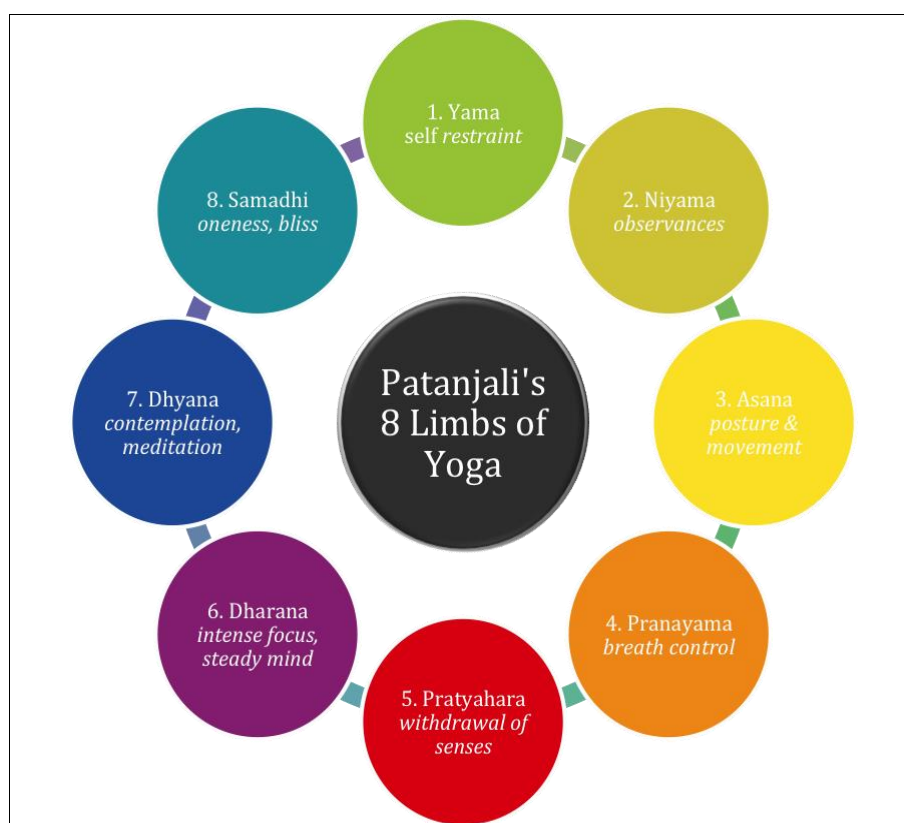 1. Yama
self restraint
2. Niyama
observances
3. Asana
posture &
movement
4. Pranayama
breath control
5. Pratyahara
withdrawal of
senses
6. Dharana
intense focus,
steady mind
7. Dhyana
contemplation,
meditation
8. Samadhi
oneness, bliss
Patanjali's
8 Limbs of
Yoga